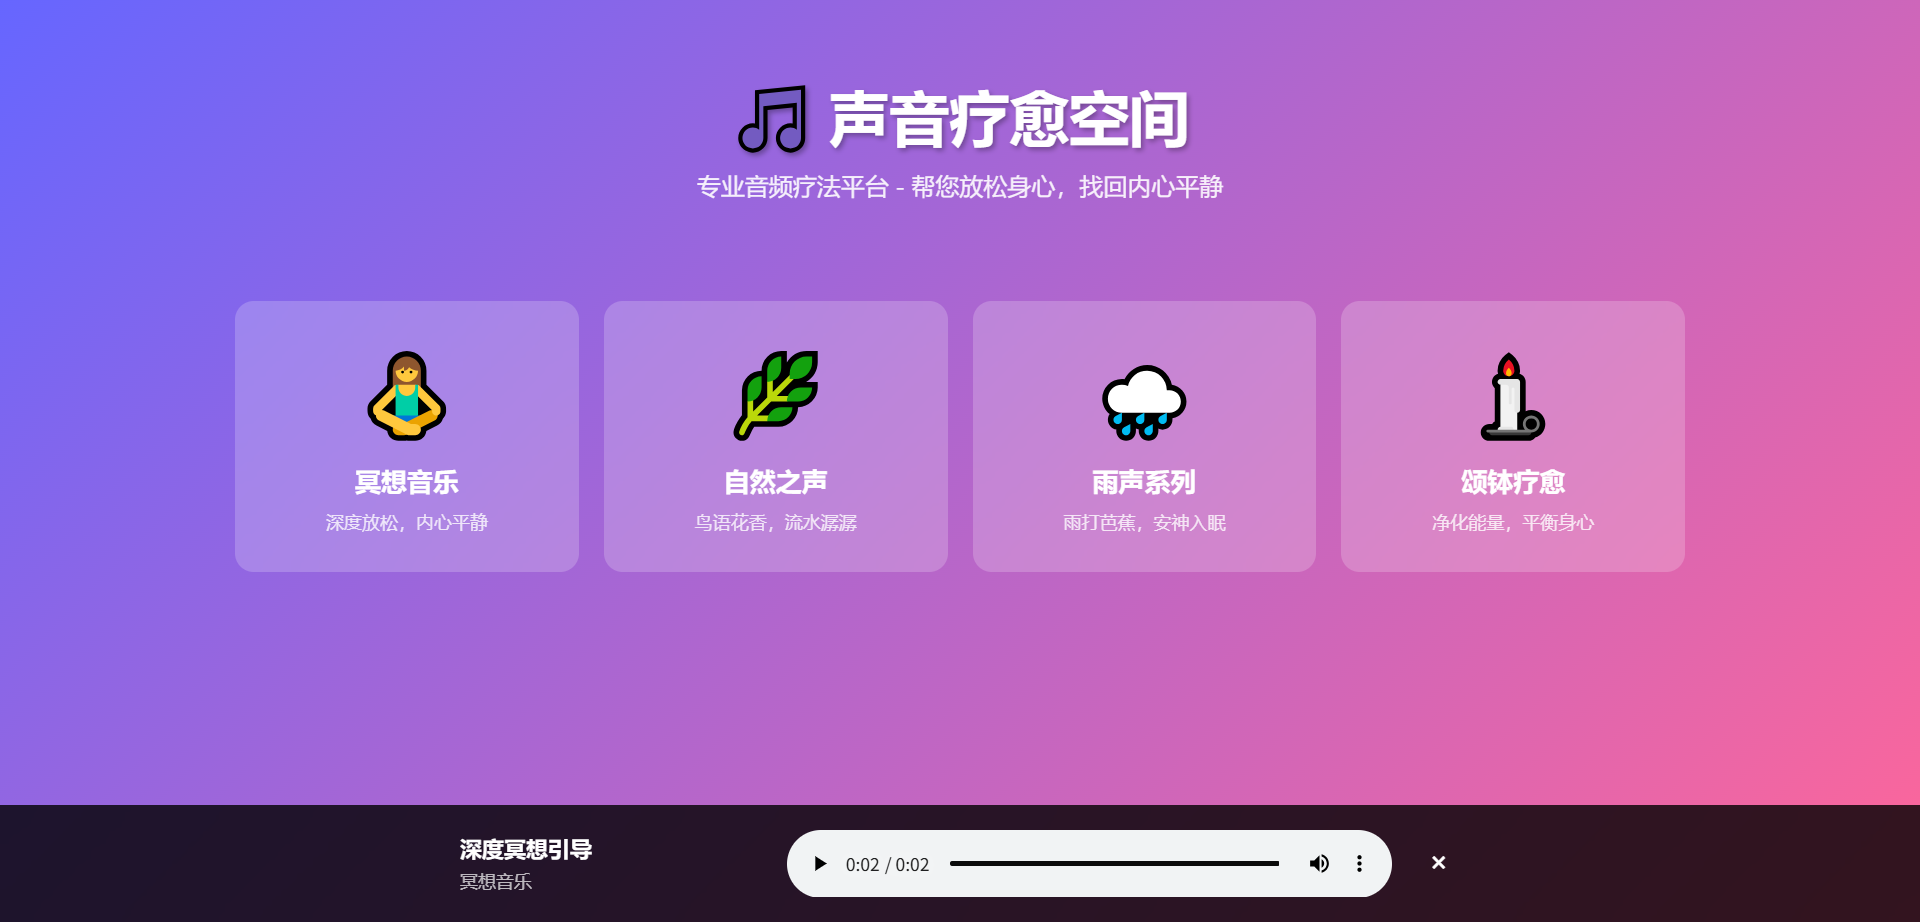 声音疗愈空间
专业音频疗法平台 - 帮您放松身心，找回内心平静
冥想音乐
深度放松，内心平静
自然之声
鸟语花香，流水潺潺
雨声系列
雨打芭蕉，安神入眠
颂钵疗愈
净化能量，平衡身心
深度冥想引导
冥想音乐
0:02 / 0:02